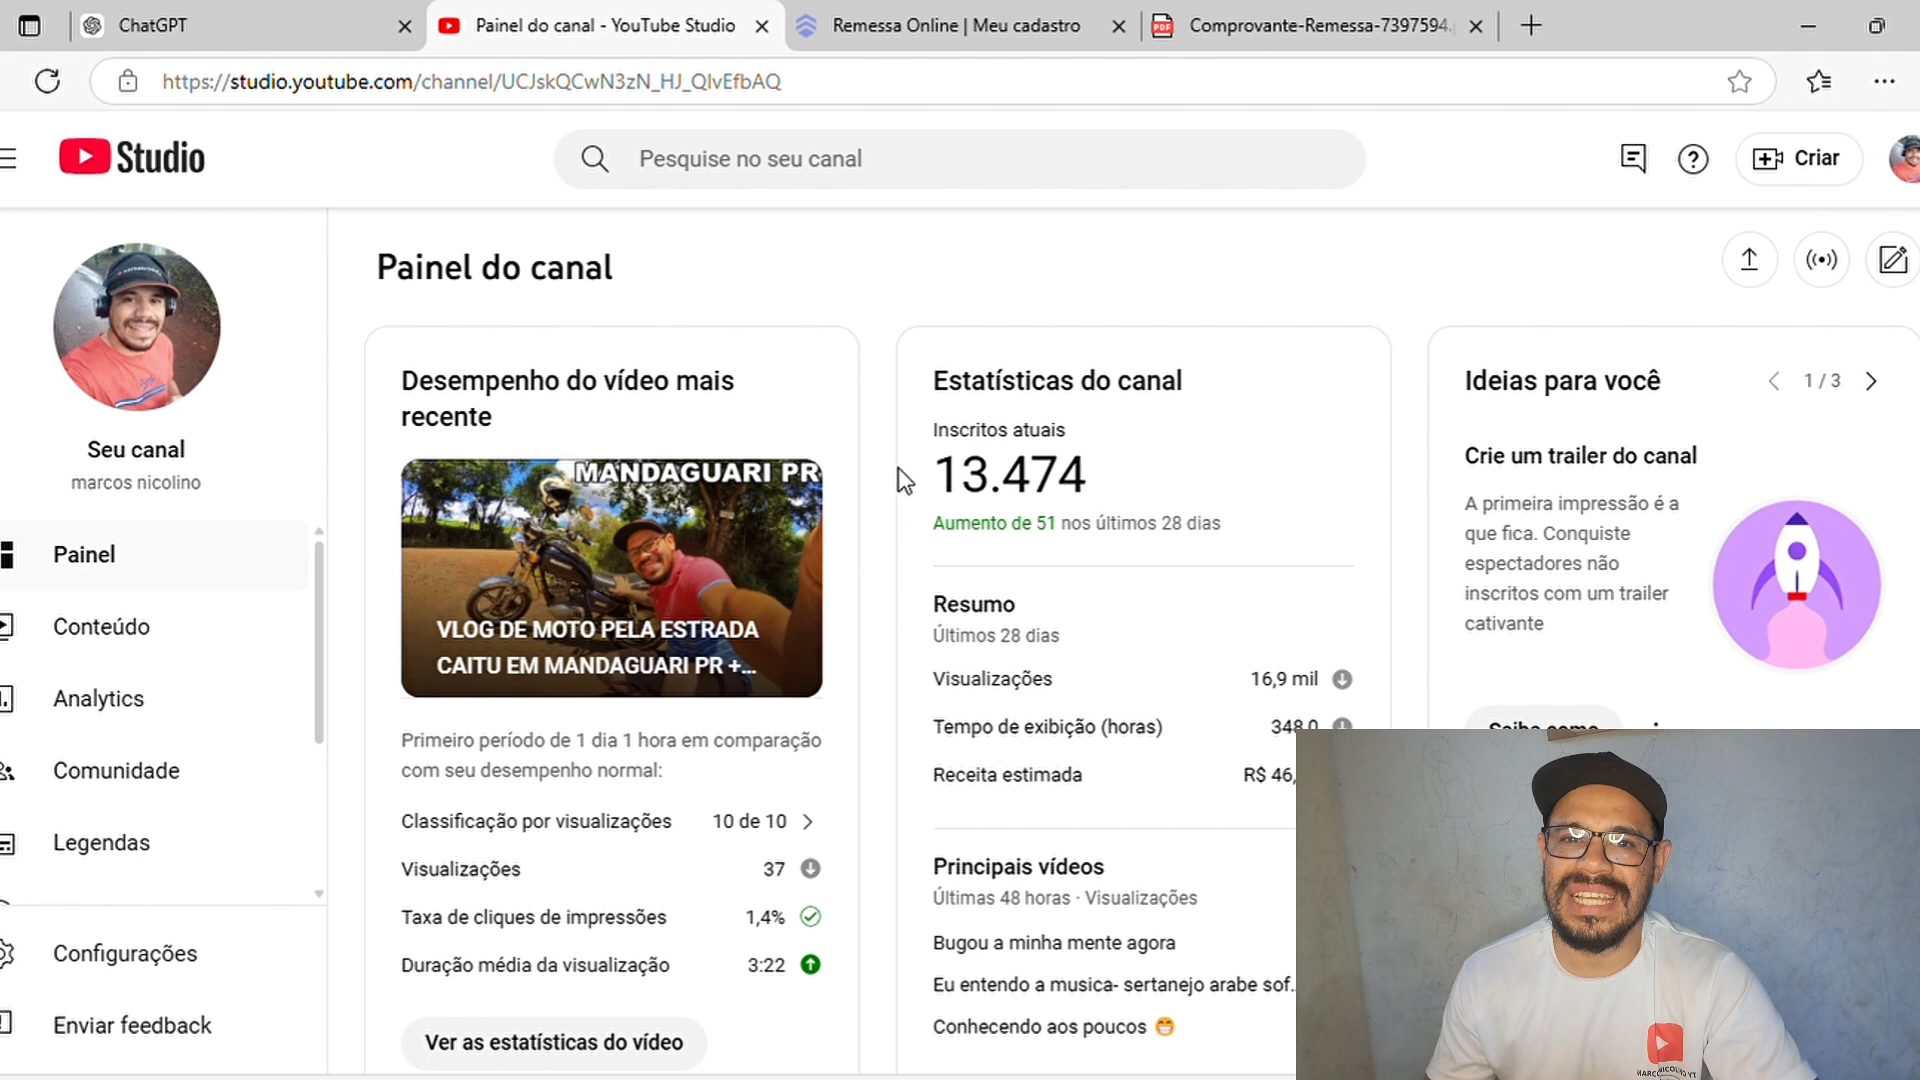 ChatGPT
Painel do canal - YouTube Studio
Remessa Online | Meu cadastro
Comprovante-Remessa-7397594.
https://studio.youtube.com/channel/UCJskQCwN3zN_HJ_QlvEfbAQ
Studio
Pesquise no seu canal
Criar
Seu canal
marcos nicolino
Painel
Conteúdo
Analytics
Comunidade
Legendas
Configurações
Enviar feedback
Painel do canal
Desempenho do vídeo mais
recente
MANDAGUARI PR
VLOG DE MOTO PELA ESTRADA
CAITU EM MANDAGUARI PR +...
Primeiro período de 1 dia 1 hora em comparação
com seu desempenho normal:
Classificação por visualizações 10 de 10
Visualizações 37
Taxa de cliques de impressões 1,4%
Duração média da visualização 3:22
Ver as estatísticas do vídeo
Estatísticas do canal
Inscritos atuais
13.474
Aumento de 51 nos últimos 28 dias
Resumo
Últimos 28 dias
Visualizações 16,9 mil
Tempo de exibição (horas) 348,0
Receita estimada R$ 46,
Principais vídeos
Últimas 48 horas · Visualizações
Bugou a minha mente agora
Eu entendo a musica- sertanejo arabe sof...
Conhecendo aos poucos 😁
Ideias para você
1 / 3
Crie um trailer do canal
A primeira impressão é a
que fica. Conquiste
espectadores não
inscritos com um trailer
cativante
Saiba como